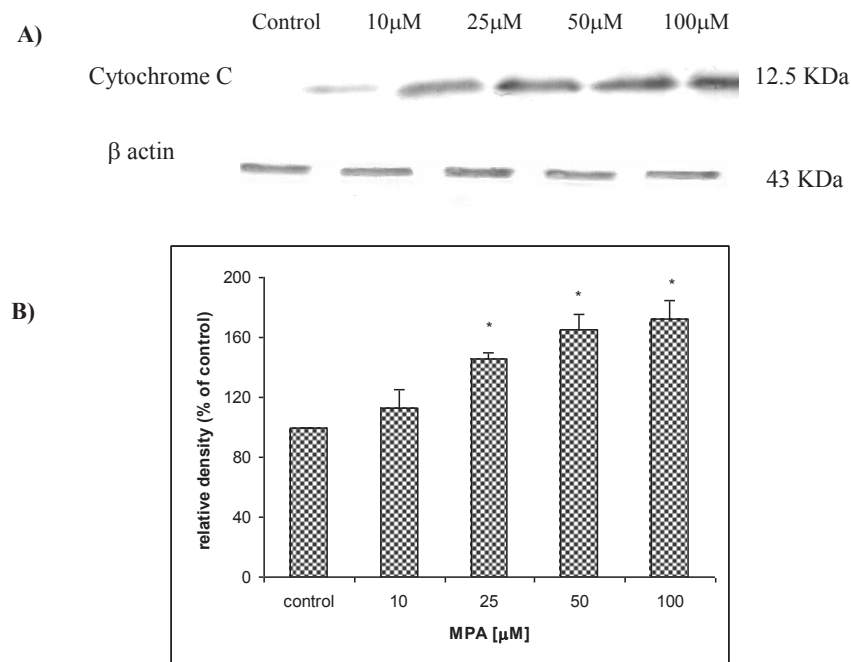 A)
Control 10μM 25μM 50μM 100μM
Cytochrome C 12.5 KDa
β actin 43 KDa
B)
200
160
120
80
40
0
relative density (% of control)
* * *
control 10 25 50 100
MPA [μM]